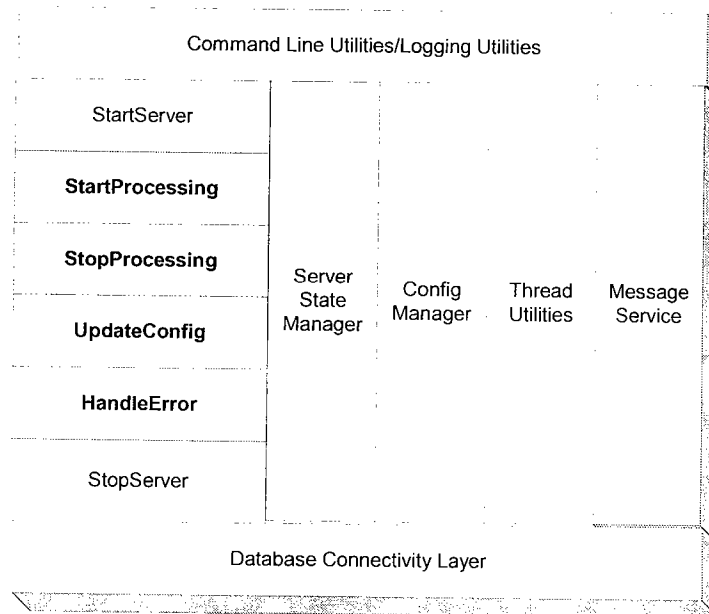 Command Line Utilities/Logging Utilities
StartServer
StartProcessing
StopProcessing
UpdateConfig
HandleError
StopServer
Server
State
Manager
Config
Manager
Thread
Utilities
Message
Service
Database Connectivity Layer